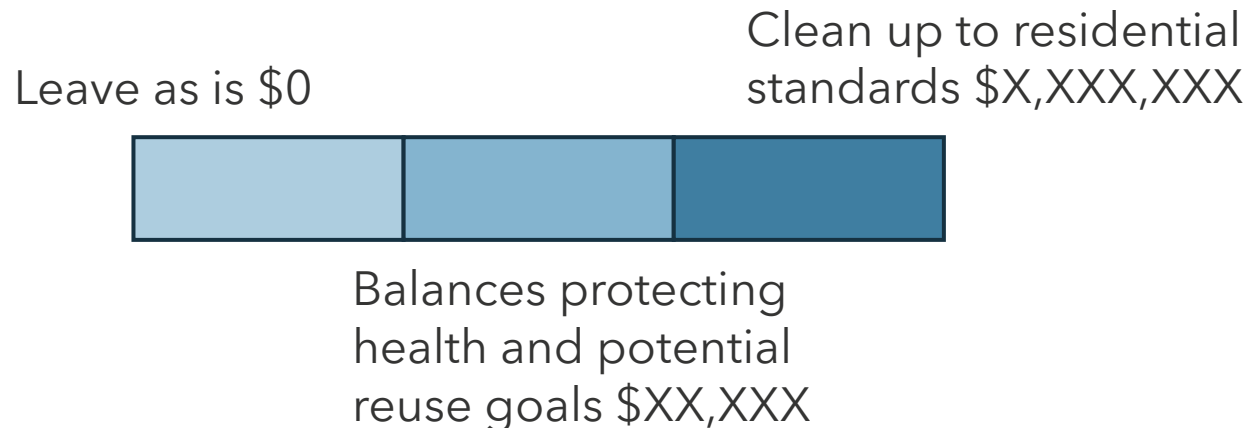 Leave as is $0
Clean up to residential
standards $X,XXX,XXX
Balances protecting
health and potential
reuse goals $XX,XXX